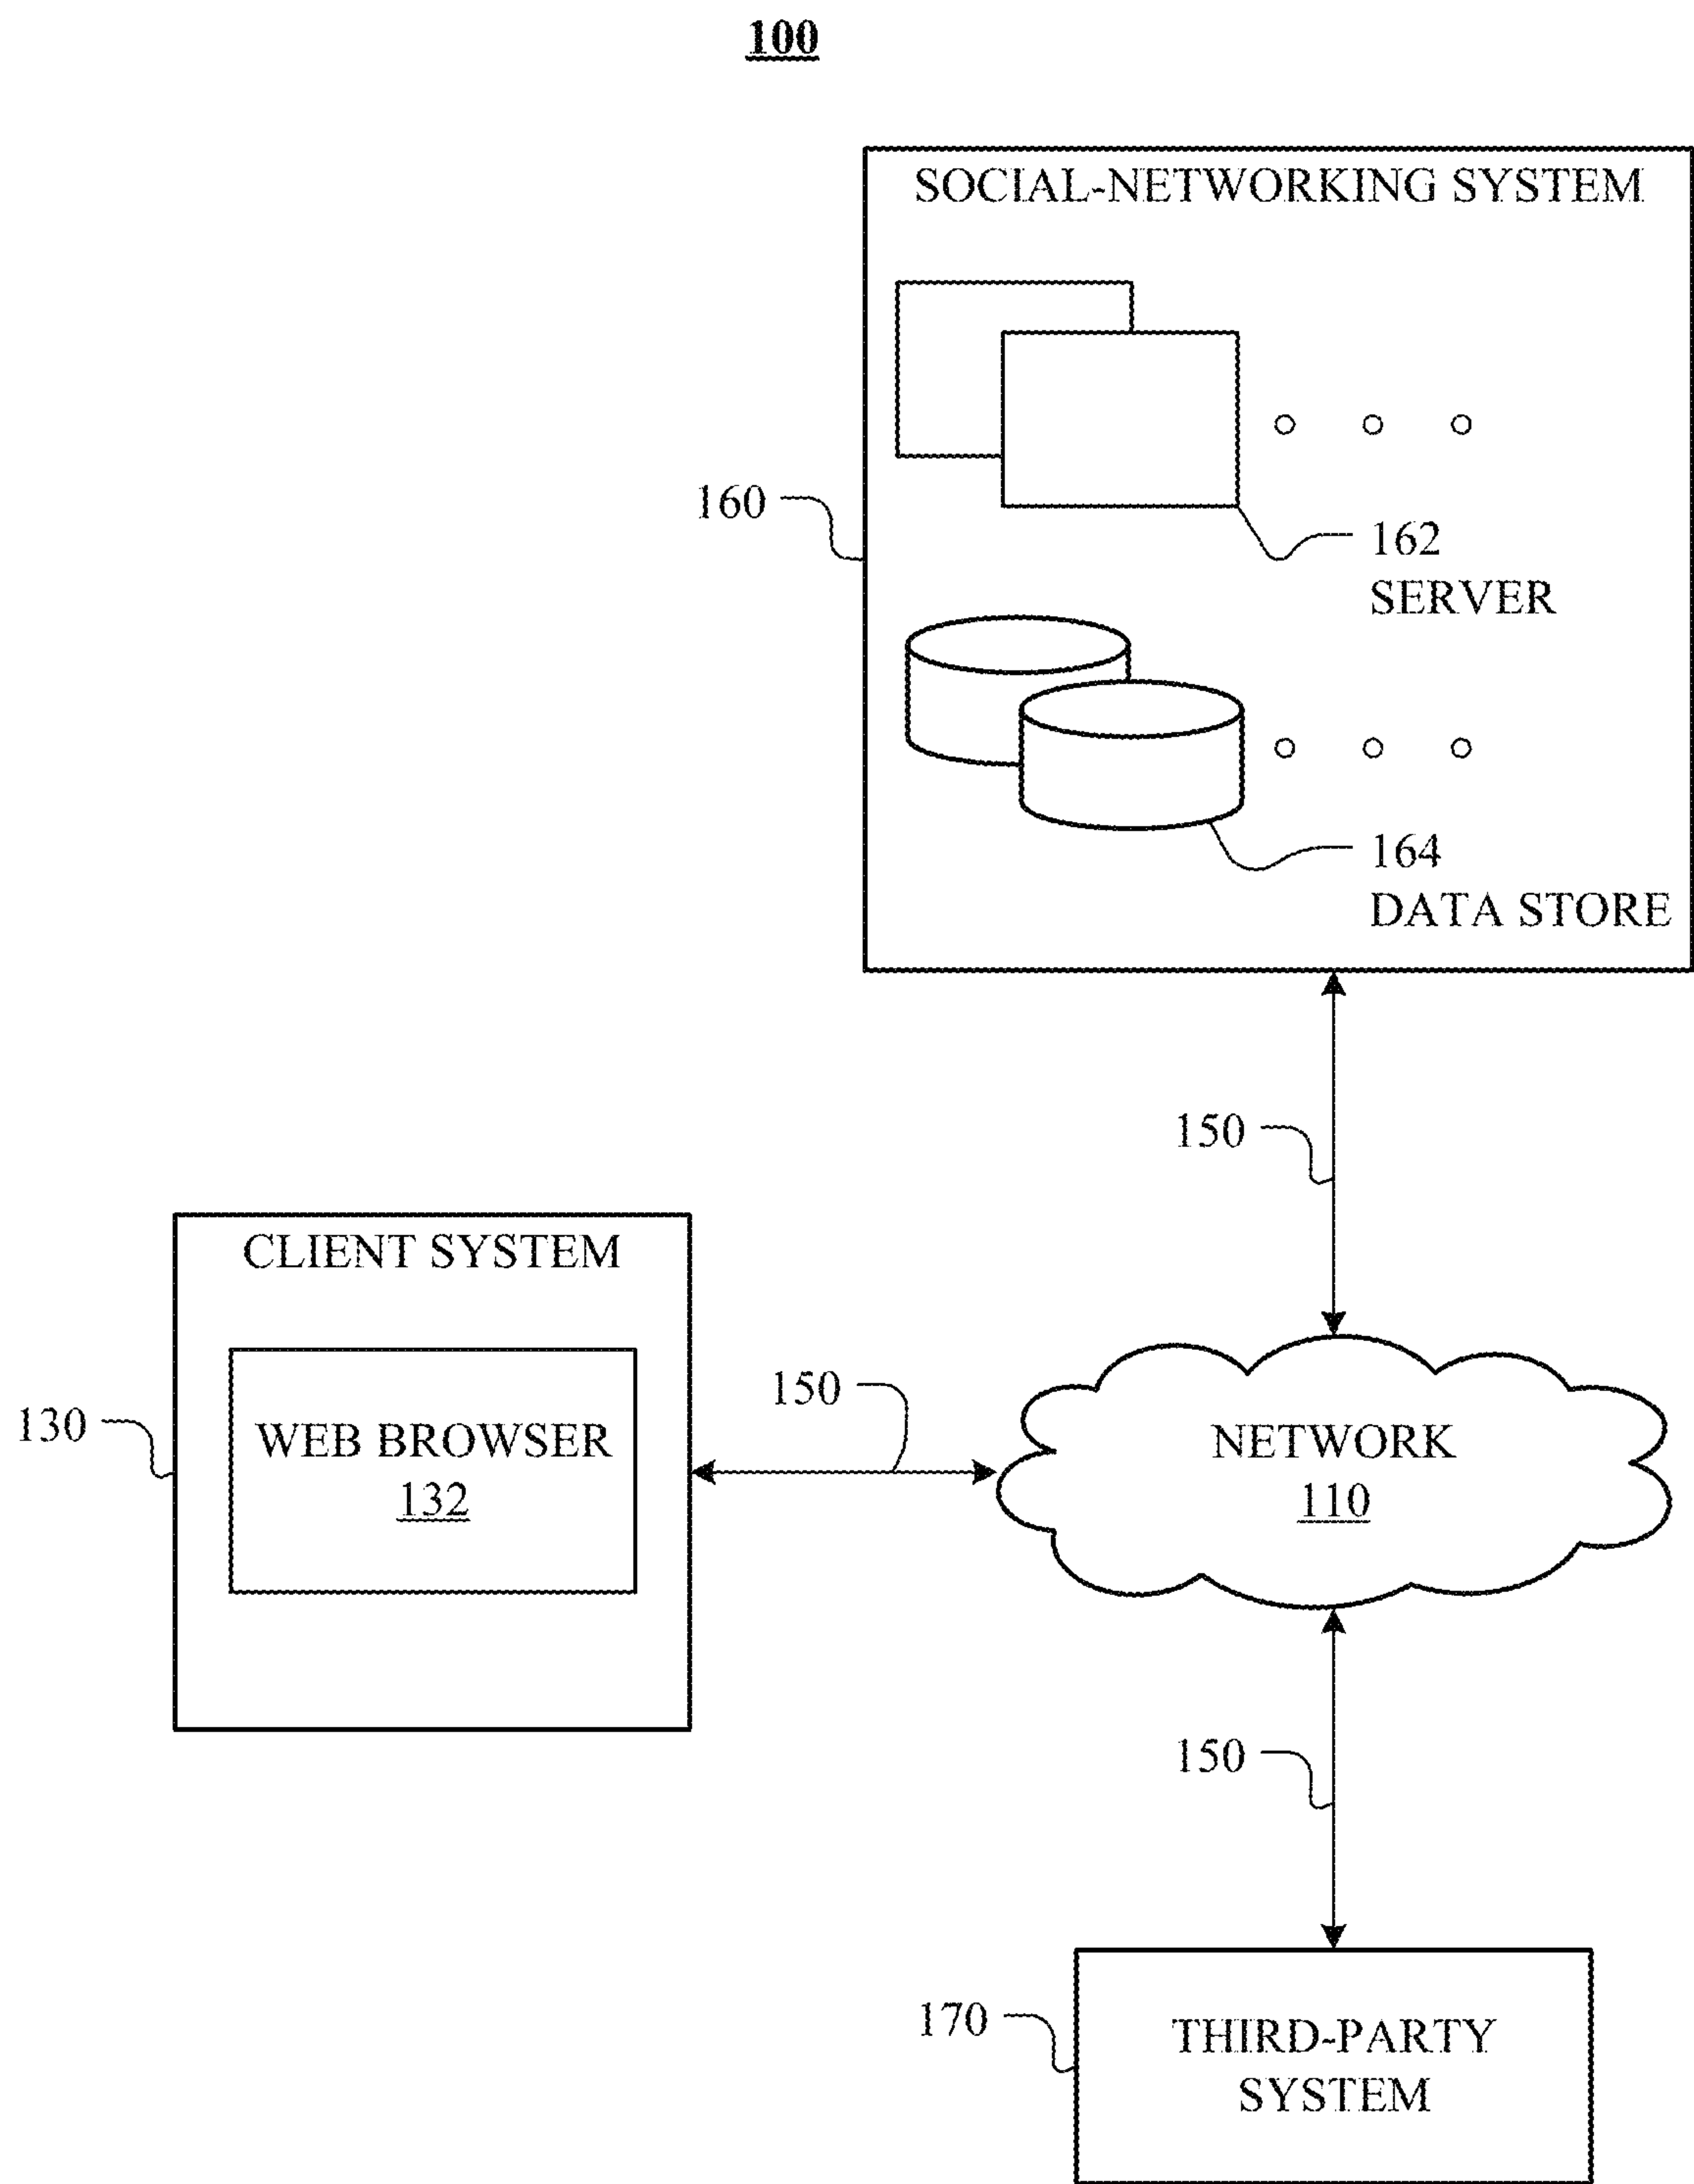 100
SOCIAL-NETWORKING SYSTEM
160
162
SERVER
164
DATA STORE
150
CLIENT SYSTEM
130
WEB BROWSER
132
150
NETWORK
110
150
170
THIRD-PARTY
SYSTEM